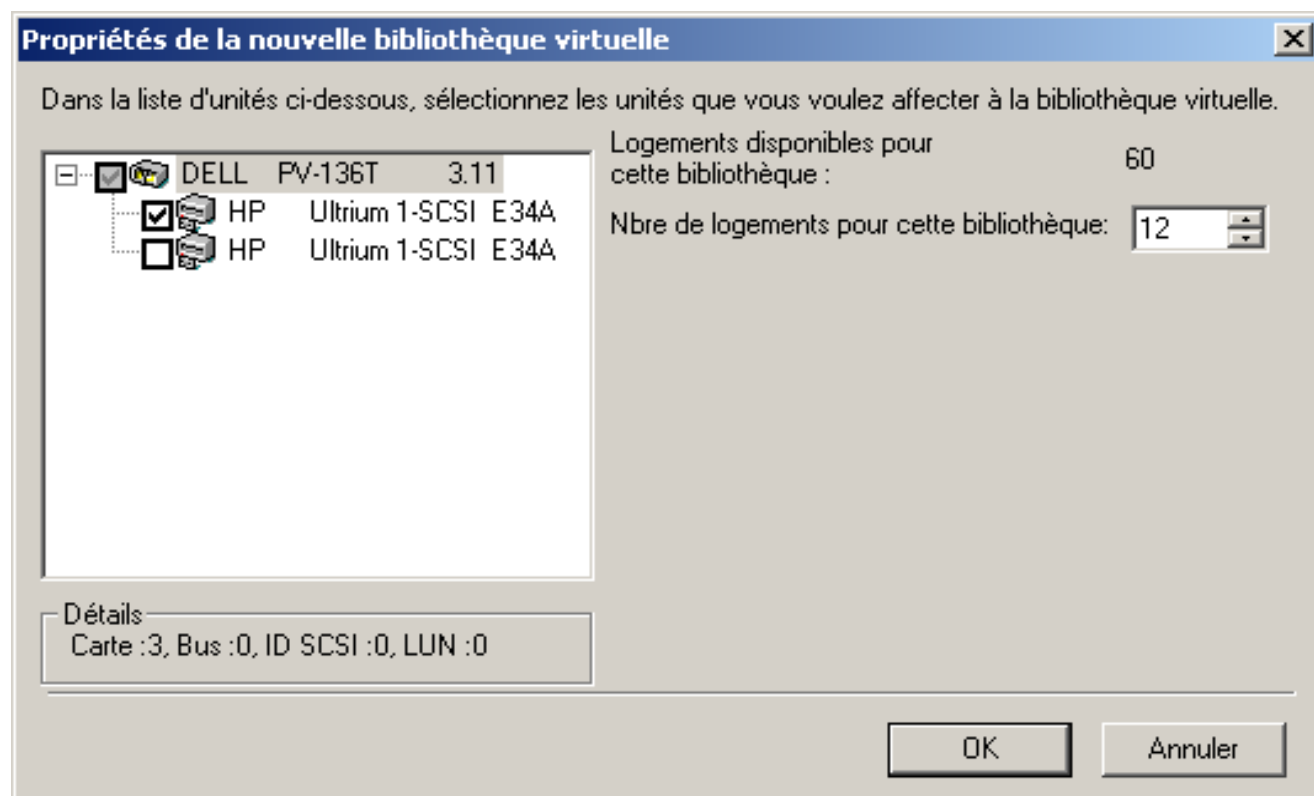 Propriétés de la nouvelle bibliothèque virtuelle
Dans la liste d'unités ci-dessous, sélectionnez les unités que vous voulez affecter à la bibliothèque virtuelle.
DELL PV-136T 3.11
HP Ultrium 1-SCSI E34A
HP Ultrium 1-SCSI E34A
Logements disponibles pour
cette bibliothèque : 60
Nbre de logements pour cette bibliothèque: 12
Détails
Carte :3, Bus :0, ID SCSI :0, LUN :0
OK Annuler